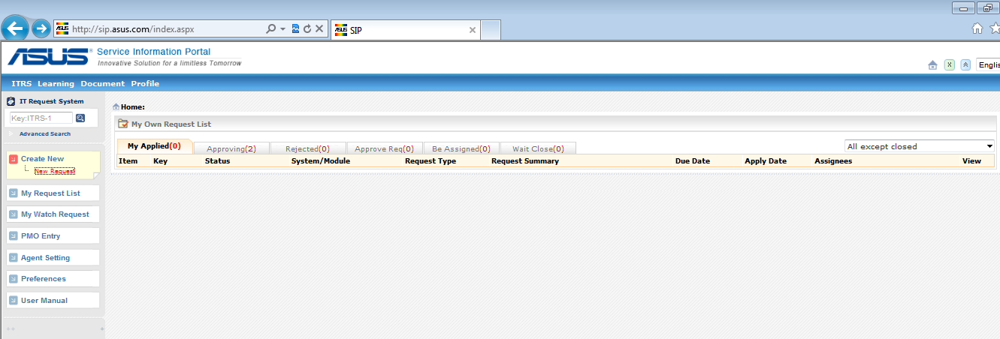 http://sip.asus.com/index.aspx
SIP
ASUS Service Information Portal
Innovative Solution for a limitless Tomorrow
X
ITRS Learning Document Profile
IT Request System
Key:ITRS-1
Advanced Search
Create New
New Request
My Request List
My Watch Request
PMO Entry
Agent Setting
Preferences
User Manual
Home:
My Own Request List
My Applied(0) Approving(2) Rejected(0) Approve Req(0) Be Assigned(0) Wait Close(0) All except closed
Item Key Status System/Module Request Type Request Summary Due Date Apply Date Assignees View